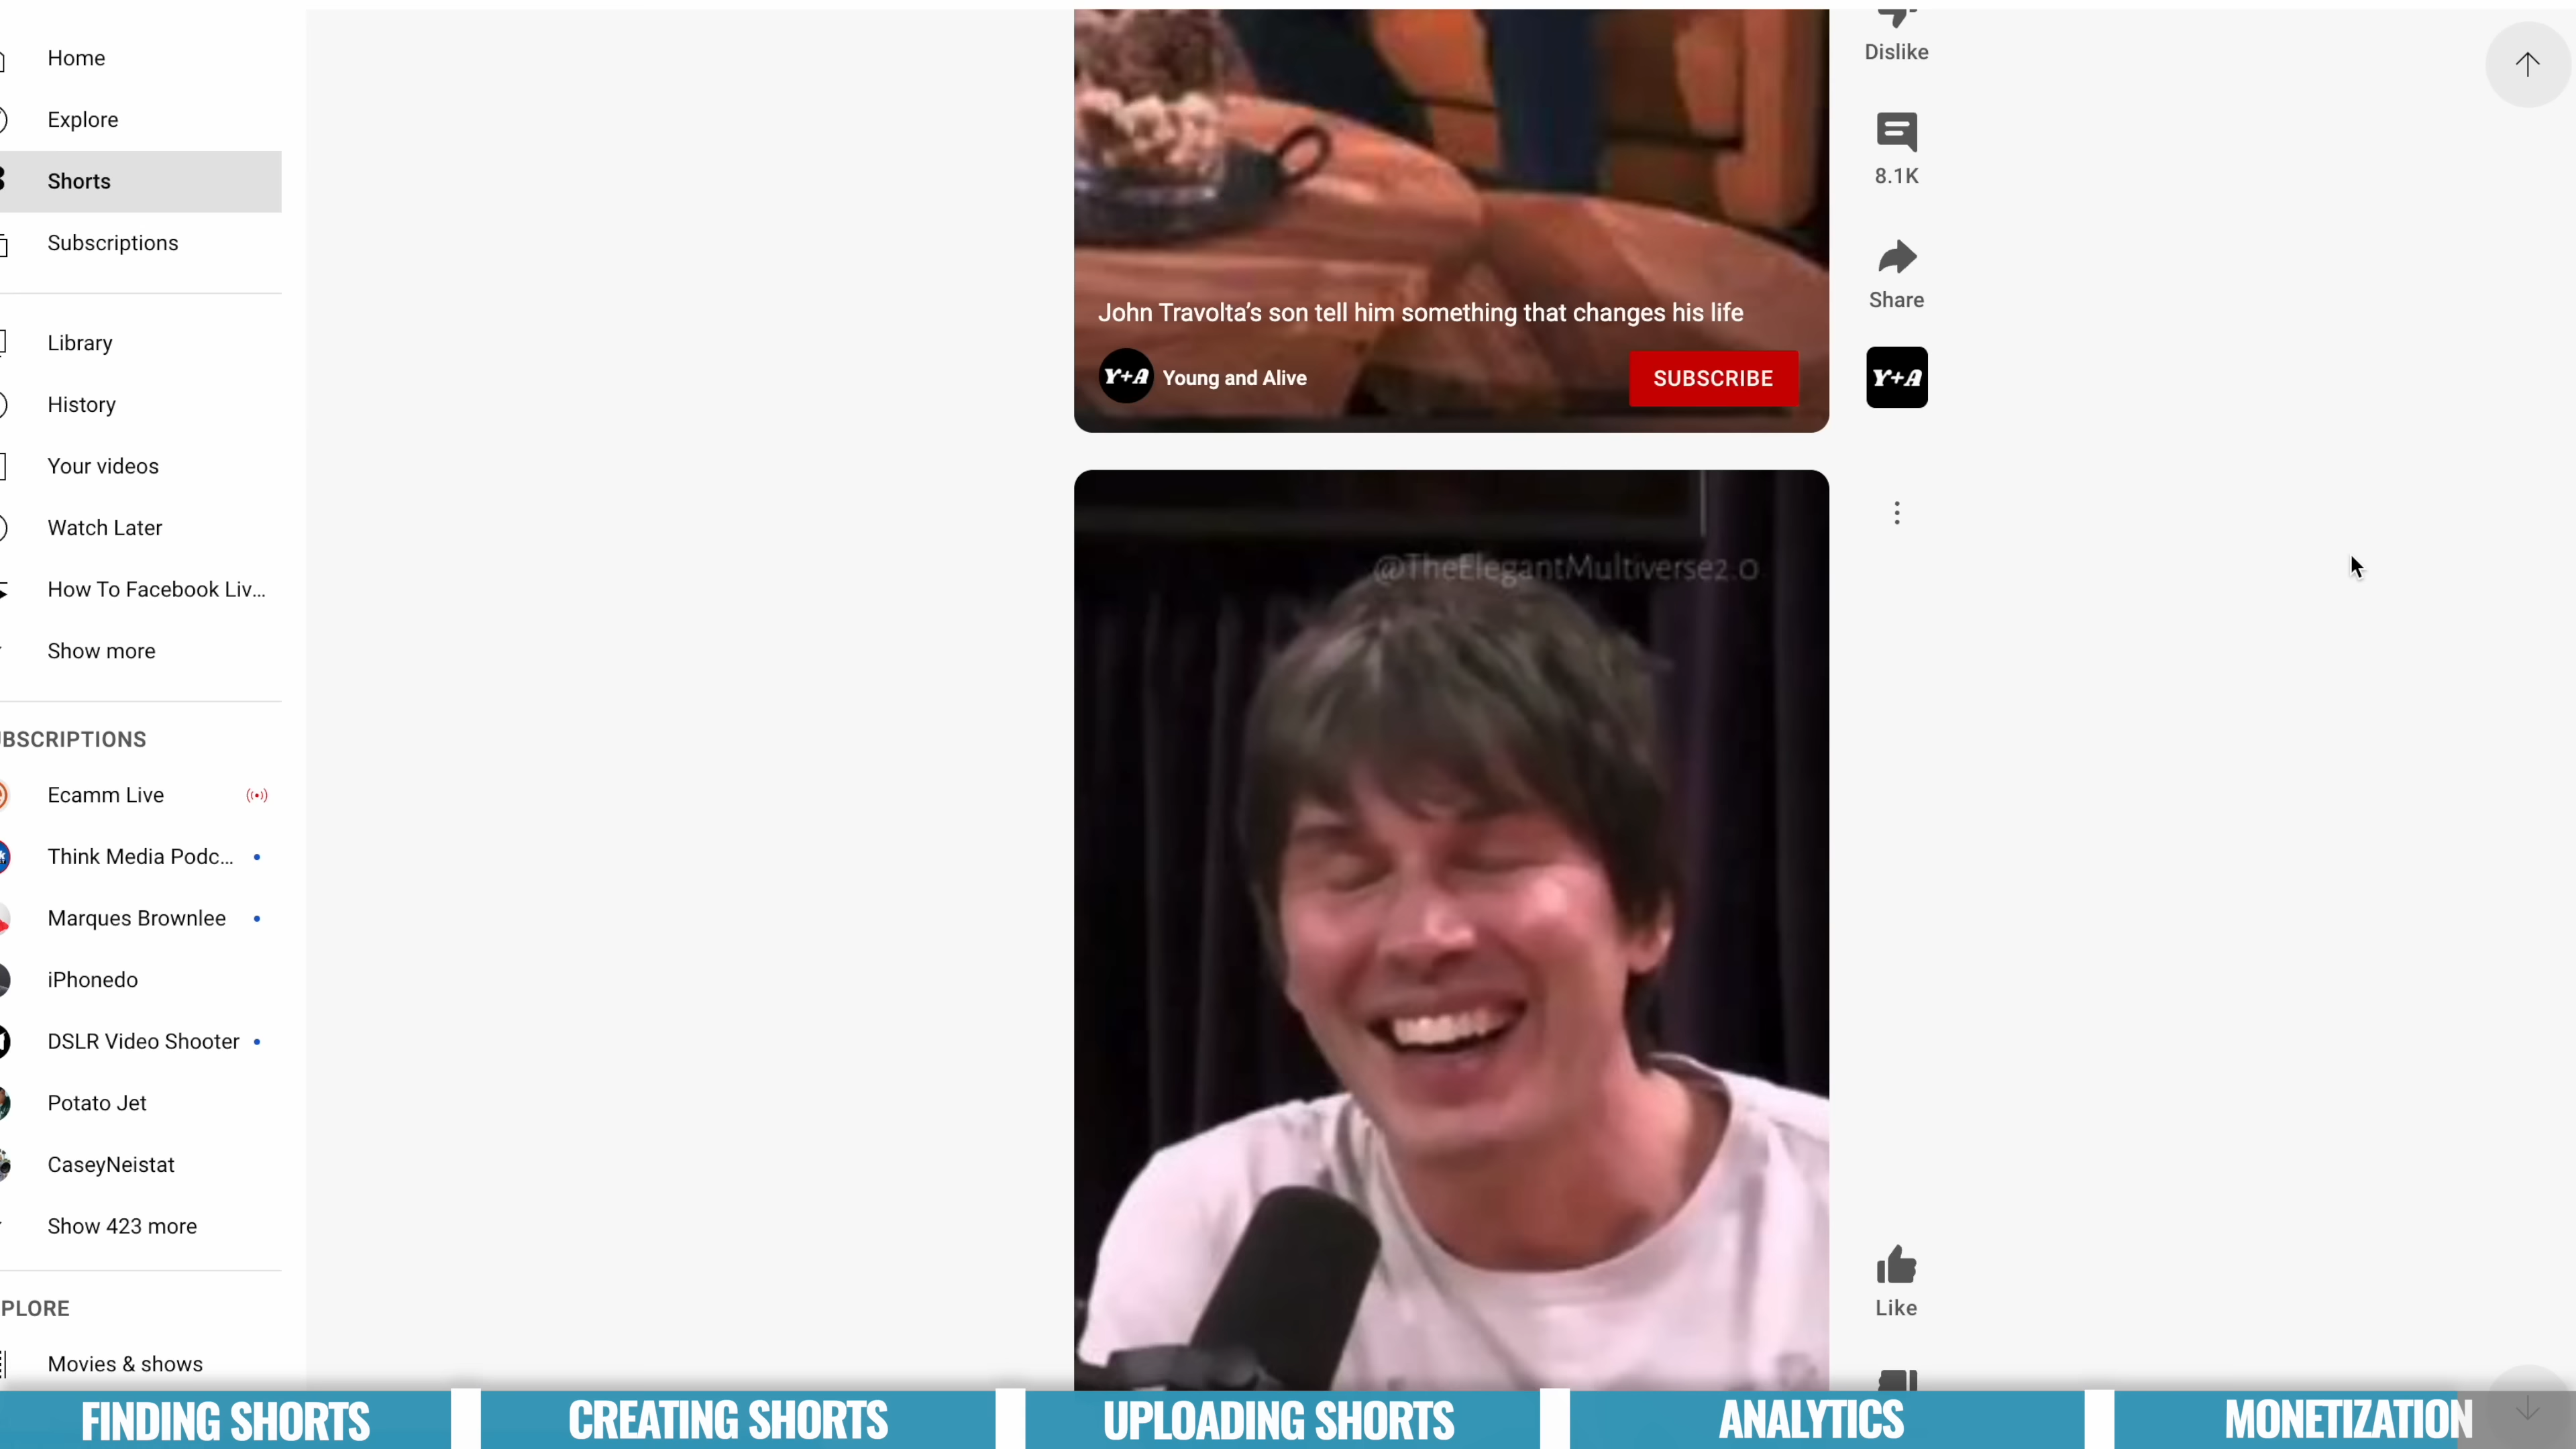 Home
Explore
Shorts
Subscriptions
Library
History
Your videos
Watch Later
How To Facebook Liv...
Show more
BSCRIPTIONS
Ecamm Live
Think Media Podc...
Marques Brownlee
iPhonedo
DSLR Video Shooter
Potato Jet
CaseyNeistat
Show 423 more
PLORE
Movies & shows
John Travolta’s son tell him something that changes his life
Y+A Young and Alive
SUBSCRIBE
Dislike
8.1K
Share
Y+A
@TheElegantMultiverse2.0
Like
FINDING SHORTS
CREATING SHORTS
UPLOADING SHORTS
ANALYTICS
MONETIZATION